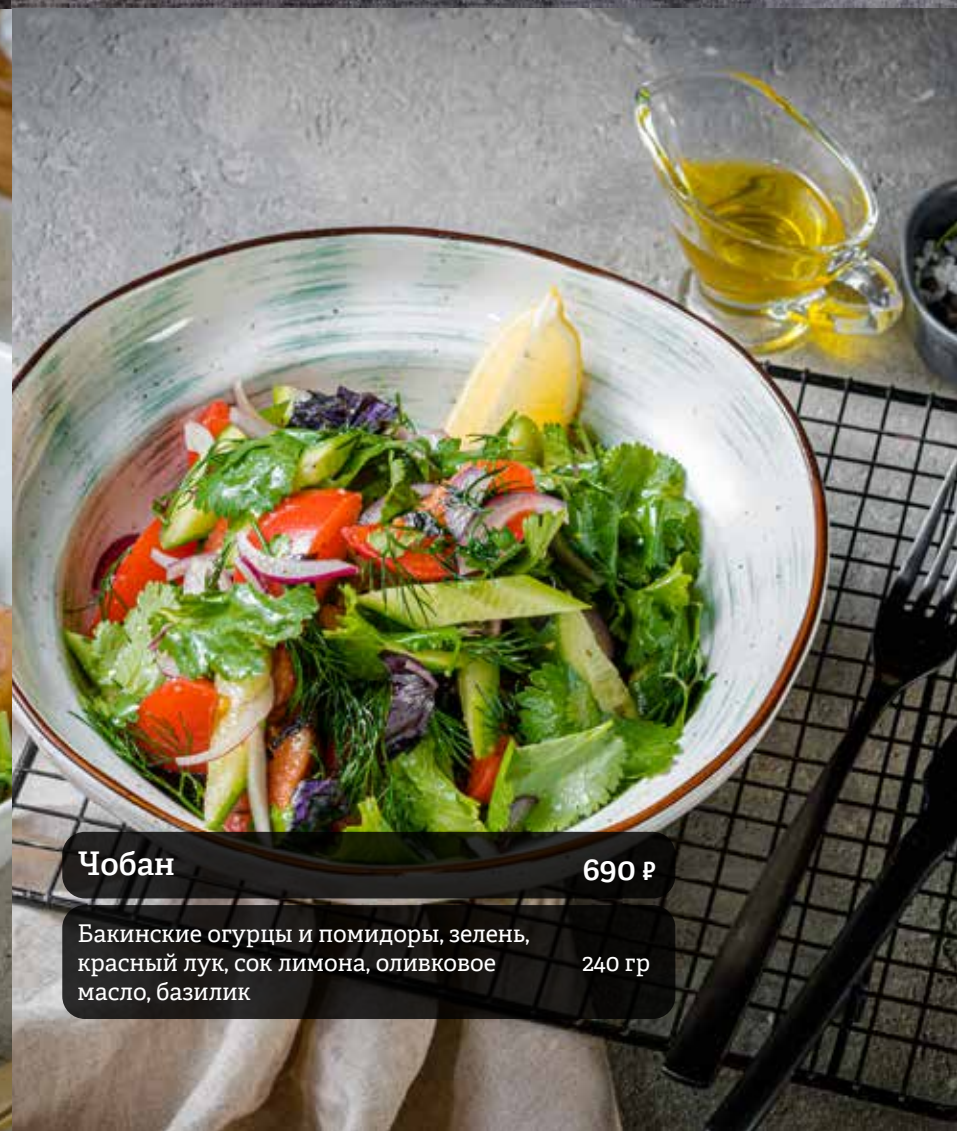 Чобан
690 ₽
Бакинские огурцы и помидоры, зелень,
красный лук, сок лимона, оливковое
масло, базилик
240 гр